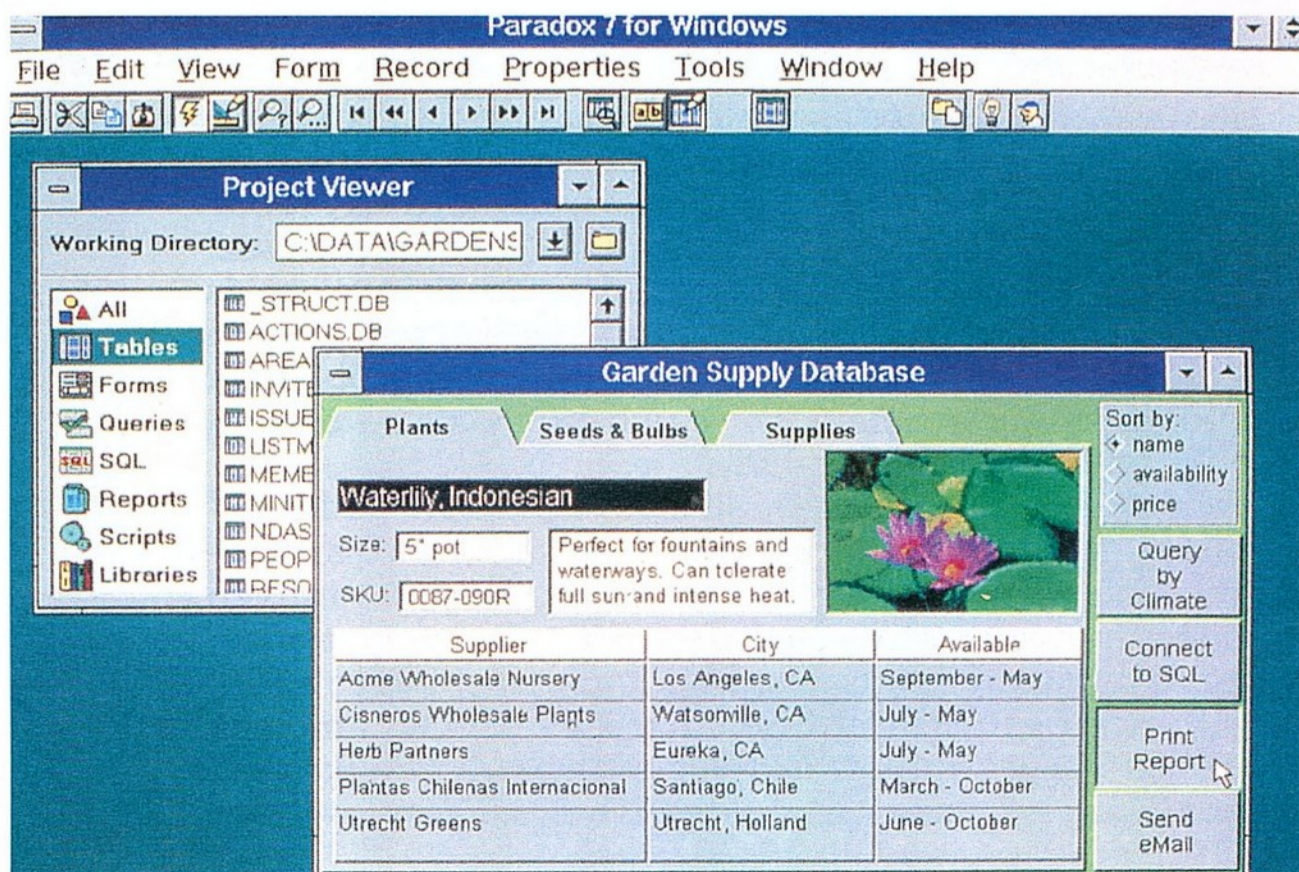 Paradox 7 for Windows
File Edit View Form Record Properties Tools Window Help
Project Viewer
Working Directory: C:\DATA\GARDENS
All
Tables
Forms
Queries
SQL
Reports
Scripts
Libraries
_STRUCT.DB
ACTIONS.DB
AREA
INVITE
ISSUE
LISTM
MEMB
MINIT
NDAS
PEOP
RESO
Garden Supply Database
Plants Seeds & Bulbs Supplies
Waterlily, Indonesian
Size: 5" pot
SKU: 0087-090R
Perfect for fountains and
waterways. Can tolerate
full sun and intense heat.
Supplier City Available
Acme Wholesale Nursery Los Angeles, CA September - May
Cisneros Wholesale Plants Watsonville, CA July - May
Herb Partners Eureka, CA July - May
Plantas Chilenas Internacional Santiago, Chile March - October
Utrecht Greens Utrecht, Holland June - October
Sort by:
name
availability
price
Query
by
Climate
Connect
to SQL
Print
Report
Send
eMail